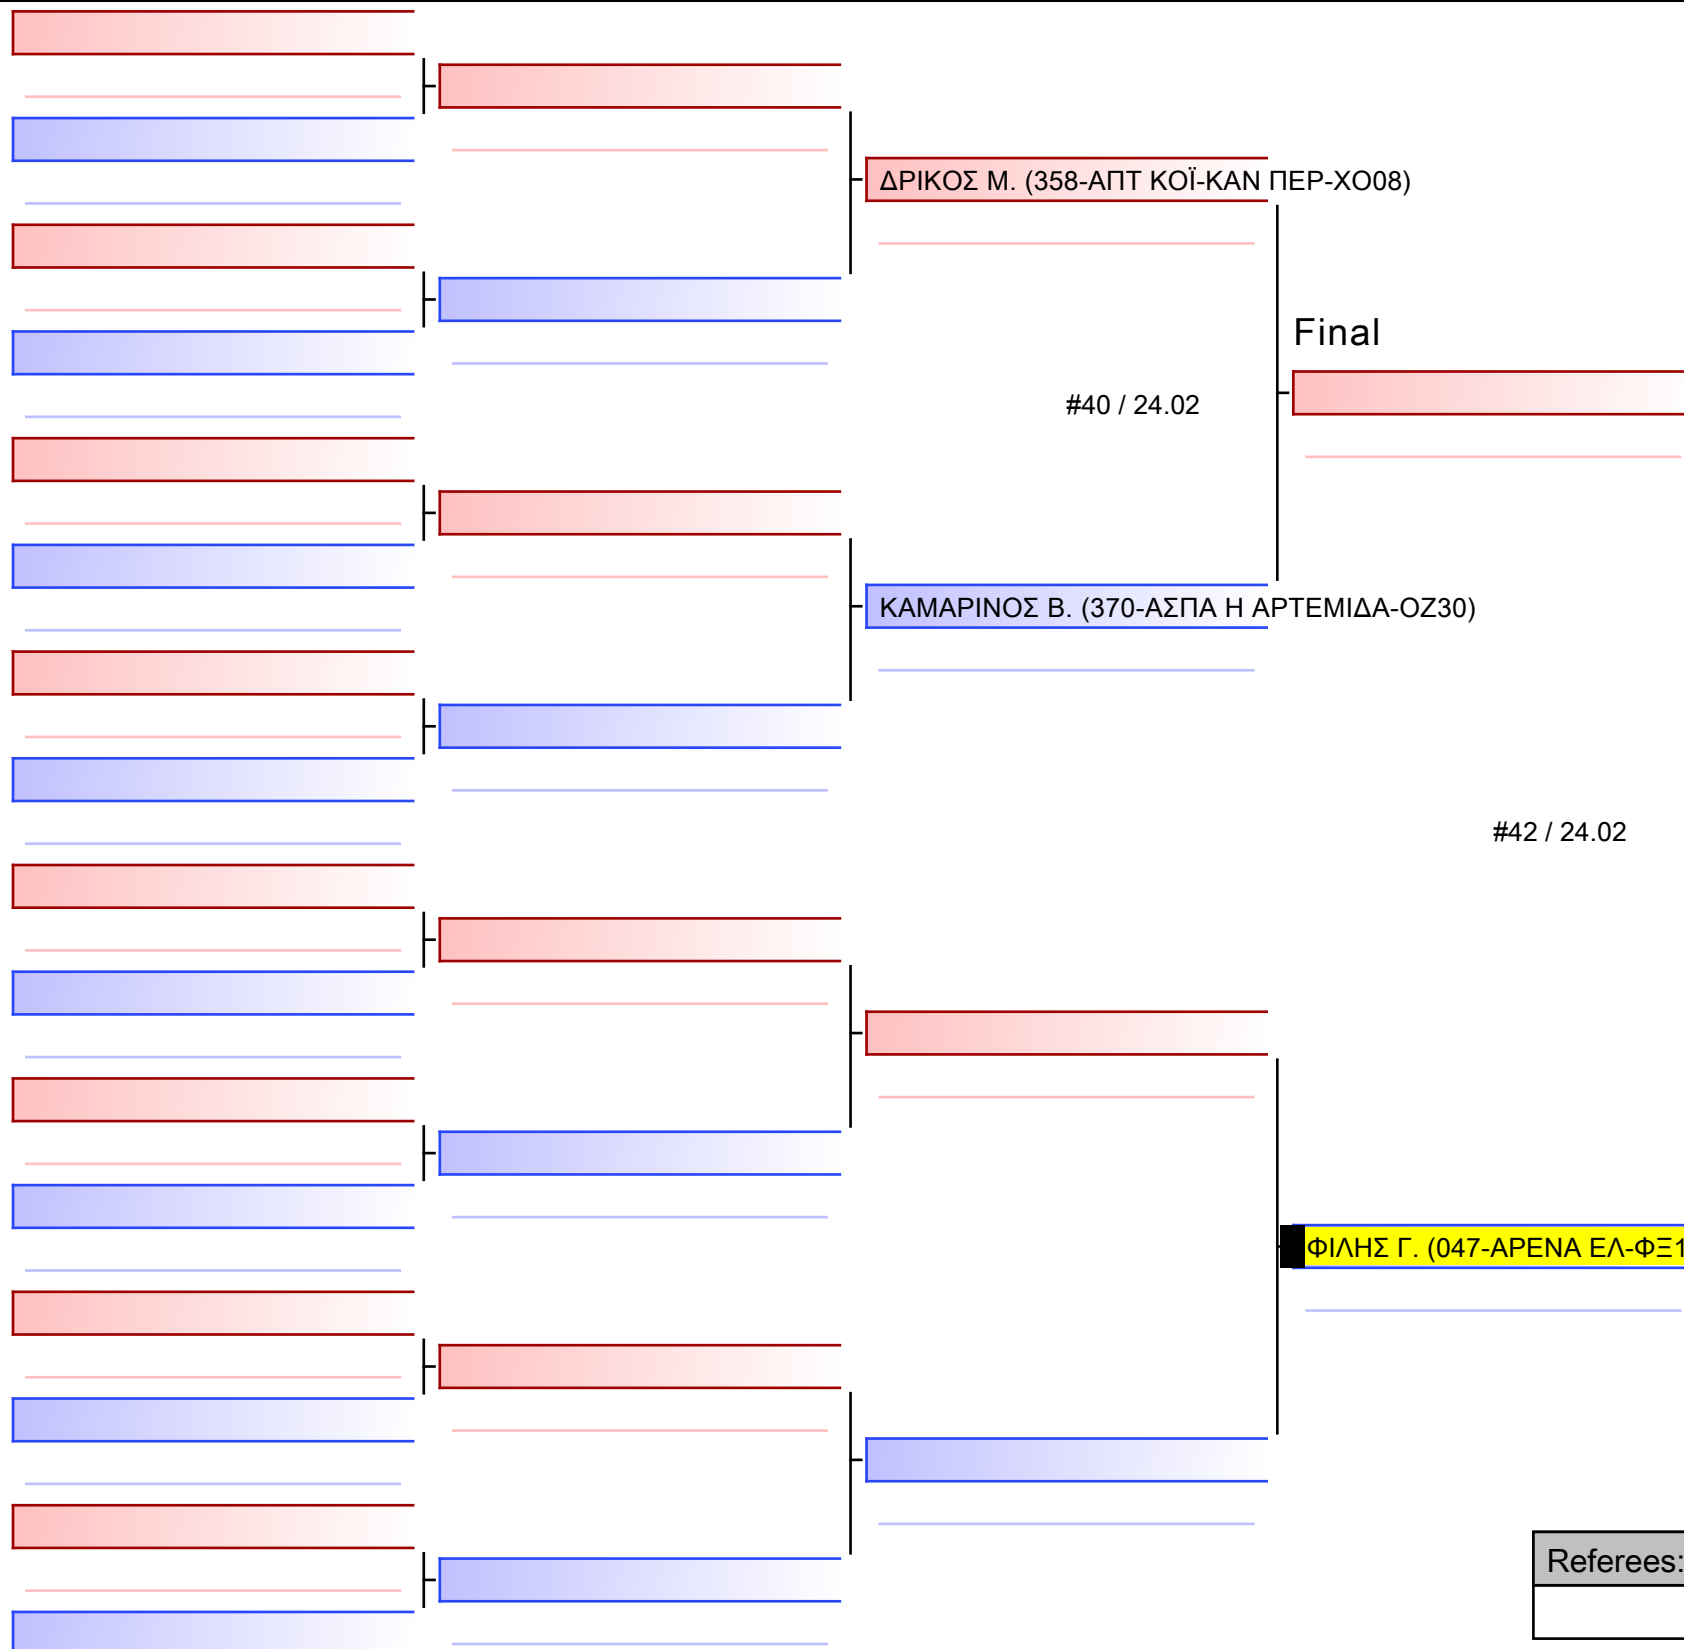 ΔΡΙΚΟΣ Μ. (358-ΑΠΤ ΚΟΪ-ΚΑΝ ΠΕΡ-ΧΟ08)
Final
#40 / 24.02
ΚΑΜΑΡΙΝΟΣ Β. (370-ΑΣΠΑ Η ΑΡΤΕΜΙΔΑ-ΟΖ30)
#42 / 24.02
ΦΙΛΗΣ Γ. (047-ΑΡΕΝΑ ΕΛ-ΦΞ1
Referees: